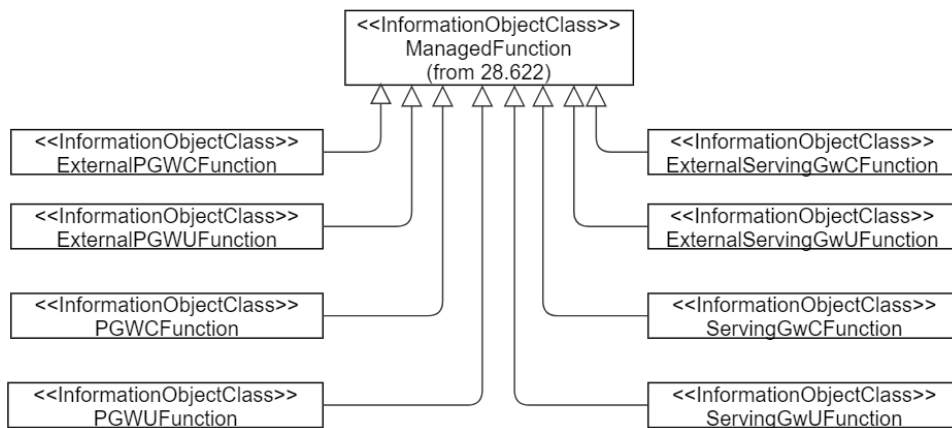 <<InformationObjectClass>>
ManagedFunction
(from 28.622)
<<InformationObjectClass>>
ExternalPGWCFunction
<<InformationObjectClass>>
ExternalServingGwCFunction
<<InformationObjectClass>>
ExternalPGWUFunction
<<InformationObjectClass>>
ExternalServingGwUFunction
<<InformationObjectClass>>
PGWCFunction
<<InformationObjectClass>>
ServingGwCFunction
<<InformationObjectClass>>
PGWUFunction
<<InformationObjectClass>>
ServingGwUFunction